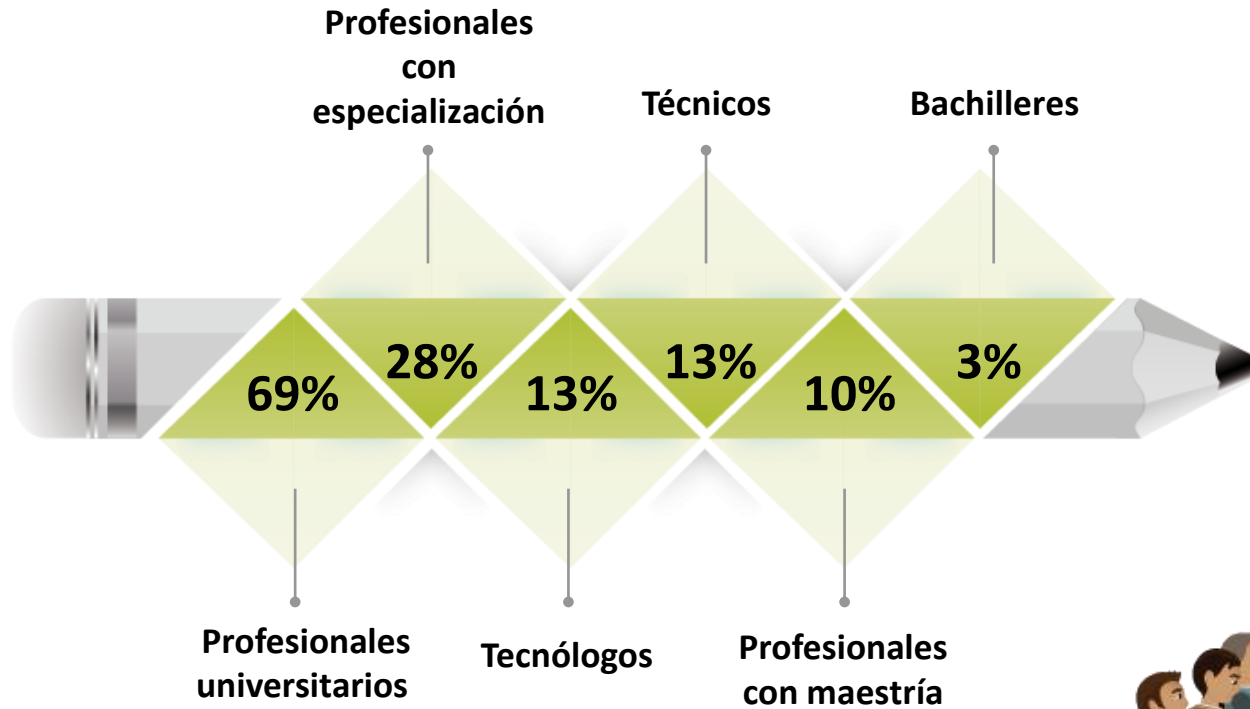 Profesionales
con
especialización
Técnicos
Bachilleres
28%
13%
3%
69%
13%
10%
Profesionales
universitarios
Tecnólogos
Profesionales
con maestría